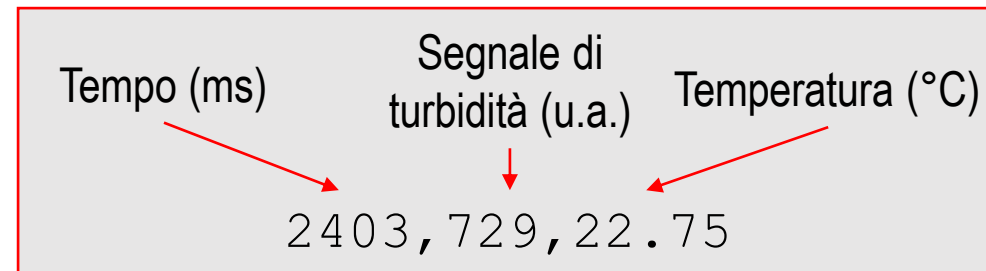 Tempo (ms)
Segnale di
turbidità (u.a.)
Temperatura (°C)
2403,729,22.75